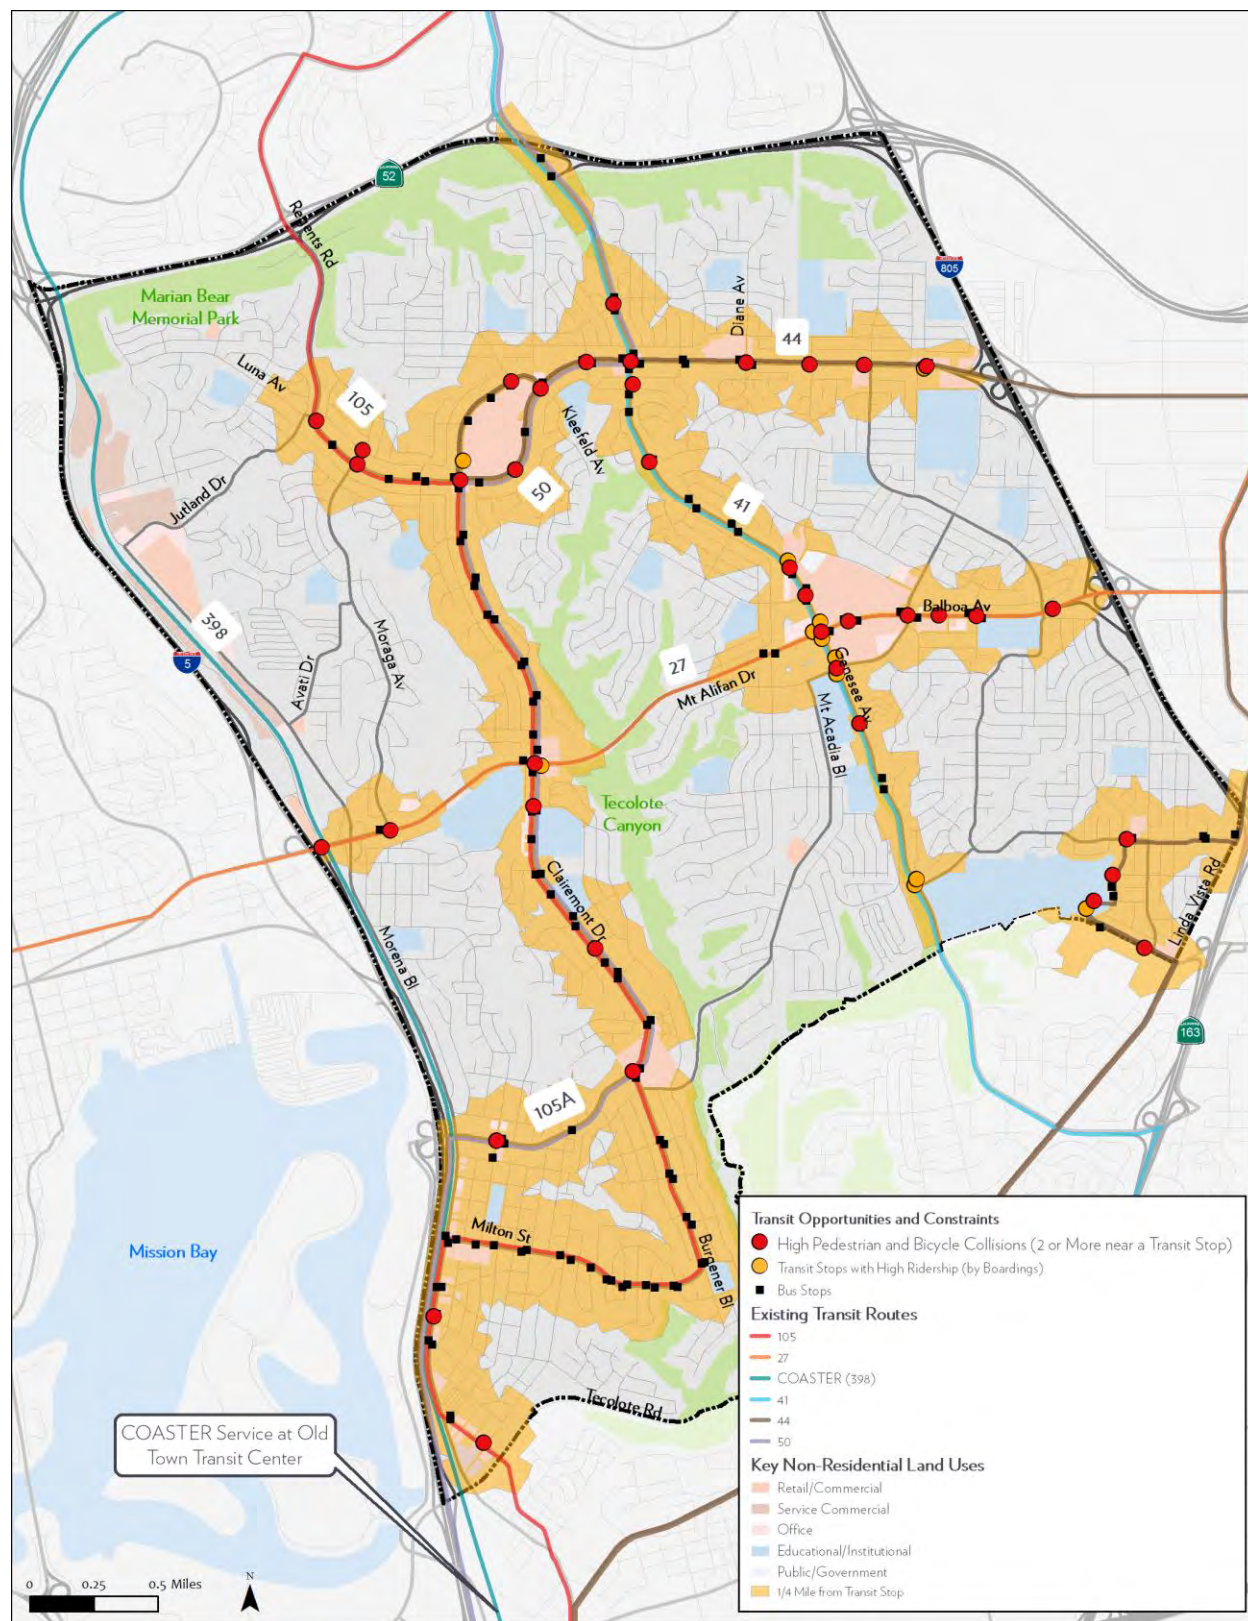 52
Regents Rd
805
Marian Bear
Memorial Park
Diane Av
44
Luna Av
105
Kleefeld Av
50
41
Jutland Dr
398
5
Balboa Av
Moraga Av
27
Mt Alifan Dr
Genesee Av
Avati Dr
Mt Acadia Bl
Tecolote
Canyon
Clairemont Dr
Linda Vista Rd
Morena Bl
163
105A
Mission Bay
Milton St
Burgener Bl
Tecolote Rd
COASTER Service at Old
Town Transit Center
0 0.25 0.5 Miles
N
Transit Opportunities and Constraints
High Pedestrian and Bicycle Collisions (2 or More near a Transit Stop)
Transit Stops with High Ridership (by Boardings)
Bus Stops
Existing Transit Routes
105
27
COASTER (398)
41
44
50
Key Non-Residential Land Uses
Retail/Commercial
Service Commercial
Office
Educational/Institutional
Public/Government
1/4 Mile from Transit Stop